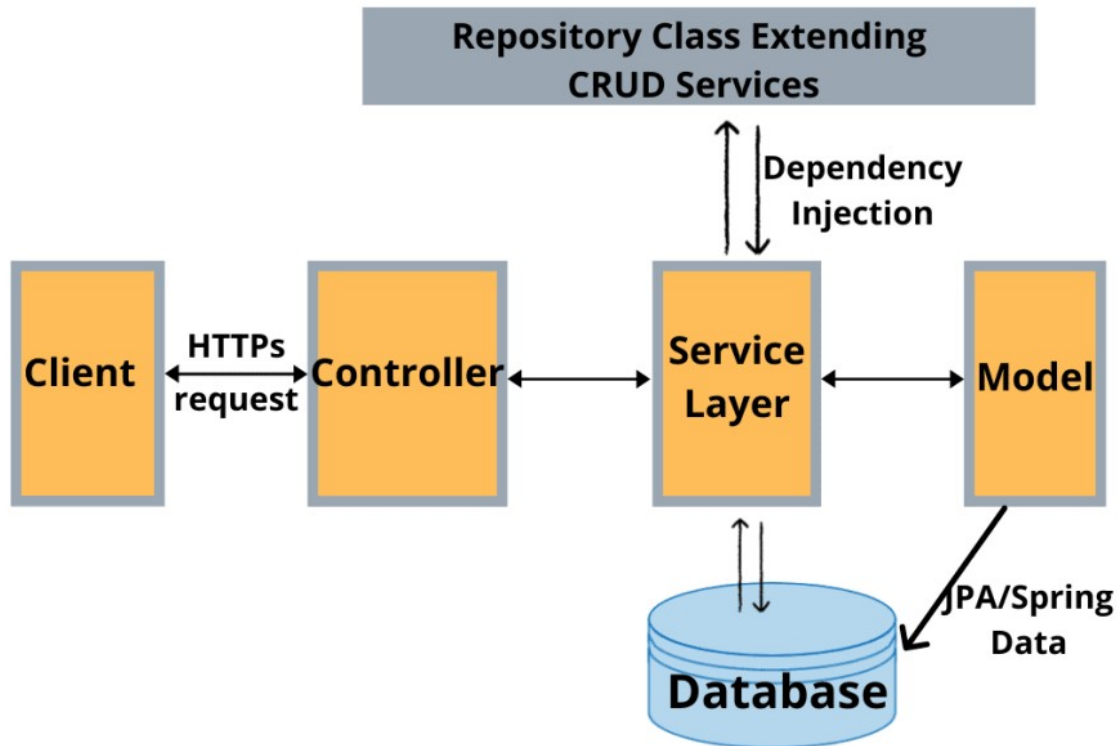 Repository Class Extending
CRUD Services
Dependency
Injection
Client
HTTPs
request
Controller
Service
Layer
Model
JPA/Spring
Data
Database